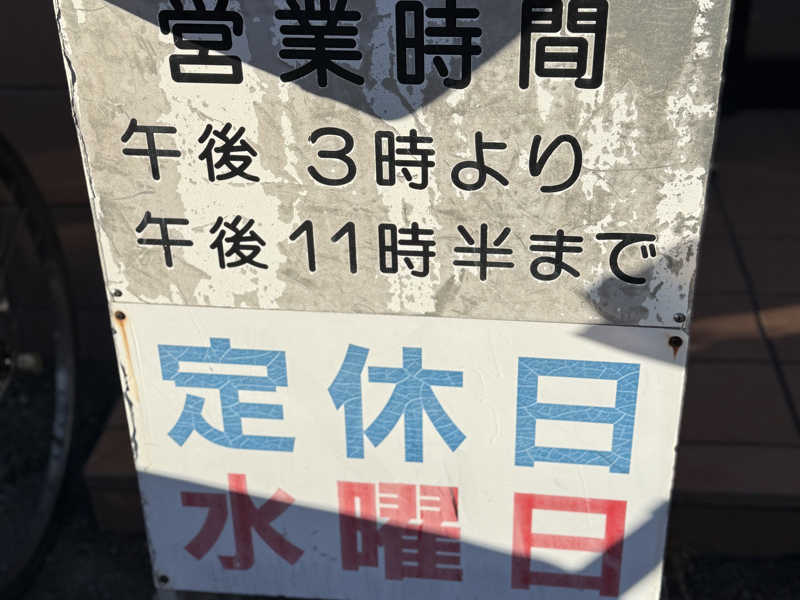 営業時間
午後 3時より
午後 11時半まで
定休日
水曜日